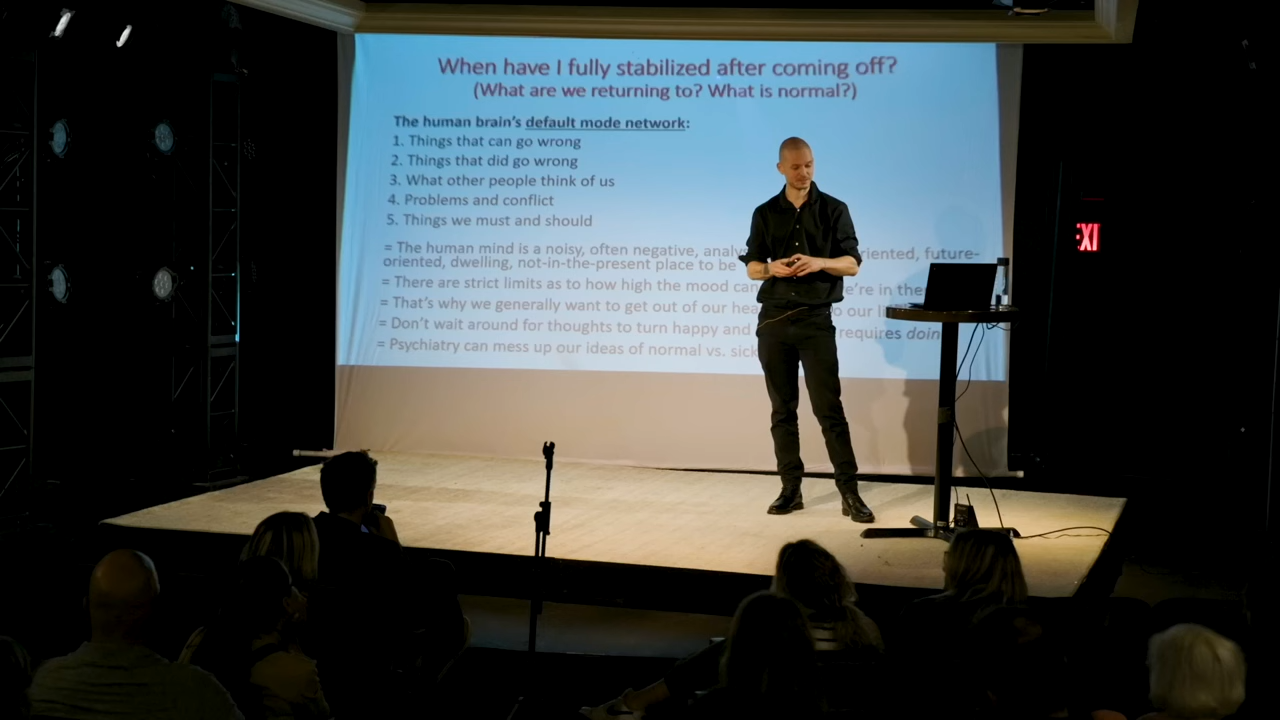 When have I fully stabilized after coming off?
(What are we returning to? What is normal?)
The human brain's default mode network:
1. Things that can go wrong
2. Things that did go wrong
3. What other people think of us
4. Problems and conflict
5. Things we must and should
= The human mind is a noisy, often negative, future-
oriented, dwelling, not-in-the-present place to be
= There are strict limits as to how high the mood can in
= That's why we generally want to get out of our our
= Don't wait around for thoughts to turn happy and requires
= Psychiatry can mess up our ideas of normal vs. sick
EXI